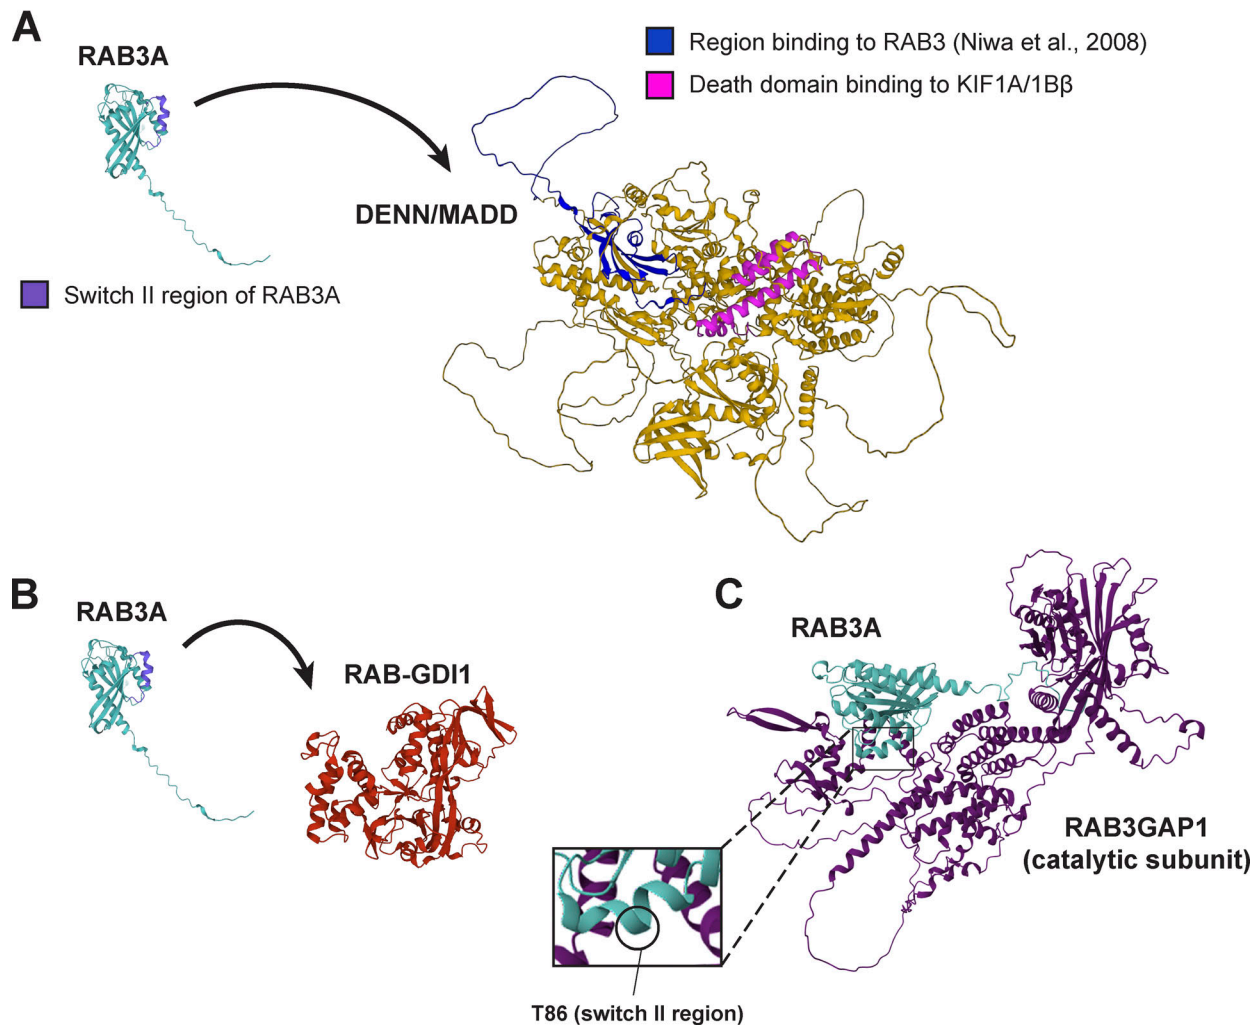 A
RAB3A
Region binding to RAB3 (Niwa et al., 2008)
Death domain binding to KIF1A/1Bβ
DENN/MADD
Switch II region of RAB3A
B
RAB3A
RAB-GDI1
C
RAB3A
RAB3GAP1
(catalytic subunit)
T86 (switch II region)